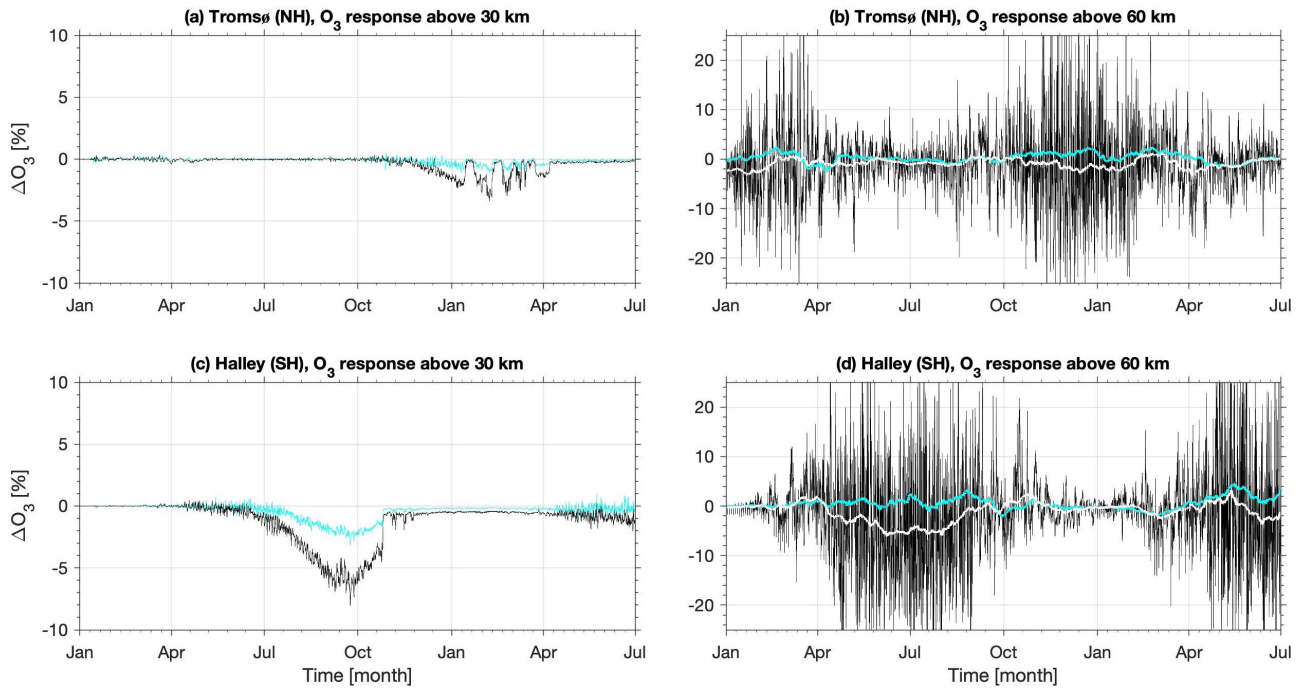 (a) Tromsø (NH), O₃ response above 30 km
10
5
0
-5
-10
ΔO₃ [%]
Jan Apr Jul Oct Jan Apr Jul
(b) Tromsø (NH), O₃ response above 60 km
20
10
0
-10
-20
Jan Apr Jul Oct Jan Apr Jul
(c) Halley (SH), O₃ response above 30 km
10
5
0
-5
-10
ΔO₃ [%]
Jan Apr Jul Oct Jan Apr Jul
Time [month]
(d) Halley (SH), O₃ response above 60 km
20
10
0
-10
-20
Jan Apr Jul Oct Jan Apr Jul
Time [month]